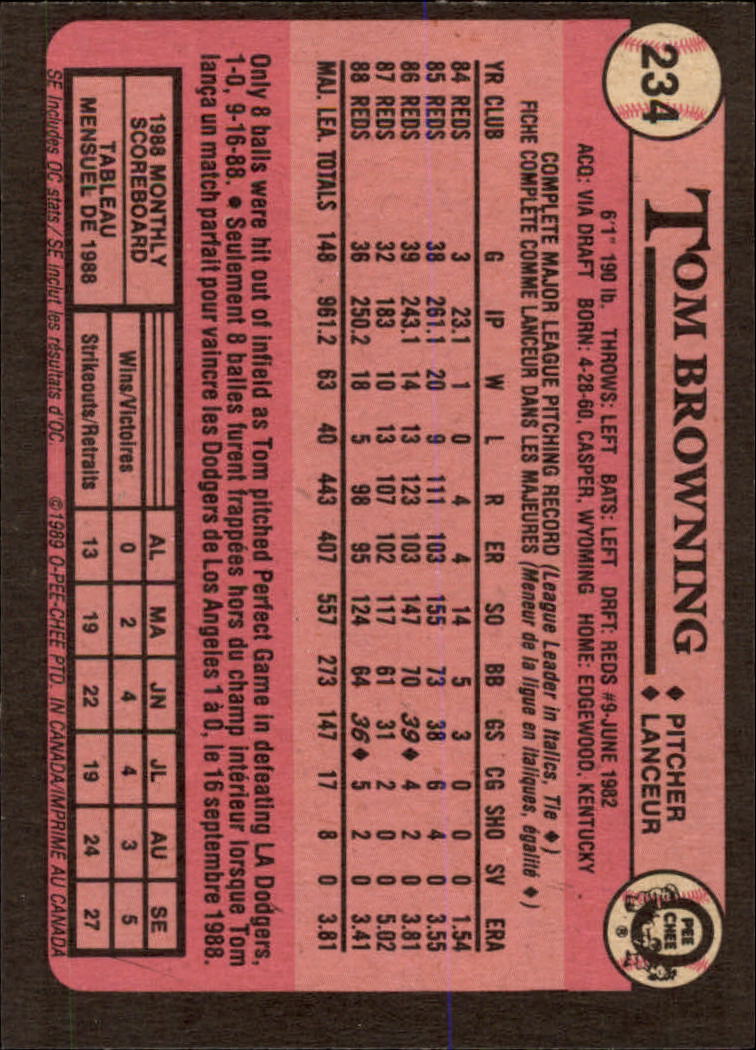 234
TOM BROWNING
◆ PITCHER
◆ LANCEUR
O PEE CHEE ®
6'1" 190 lb. THROWS: LEFT BATS: LEFT DRFT: REDS #9-JUNE 1982
ACQ: VIA DRAFT BORN: 4-28-60, CASPER, WYOMING HOME: EDGEWOOD, KENTUCKY
COMPLETE MAJOR LEAGUE PITCHING RECORD (League Leader in Italics, Tie ◆)
FICHE COMPLETE COMME LANCEUR DANS LES MAJEURES (Meneur de la ligue en italiques, égalité ◆)
YR CLUB G IP W L R ER SO BB GS CG SHO SV ERA
84 REDS 3 23.1 1 0 4 4 14 5 3 0 0 0 1.54
85 REDS 38 261.1 20 9 111 103 155 73 38 6 4 0 3.55
86 REDS 39 243.1 14 13 123 103 147 70 39◆ 4 2 0 3.81
87 REDS 32 183 10 13 107 102 117 61 31 2 0 0 5.02
88 REDS 36 250.2 18 5 98 95 124 64 36◆ 5 2 0 3.41
MAJ. LEA. TOTALS 148 961.2 63 40 443 407 557 273 147 17 8 0 3.81
Only 8 balls were hit out of infield as Tom pitched Perfect Game in defeating LA Dodgers,
1-0, 9-16-88. ● Seulement 8 balles furent frappées hors du champ intérieur lorsque Tom
lança un match parfait pour vaincre les Dodgers de Los Angeles 1 à 0, le 16 septembre 1988.
1988 MONTHLY
SCOREBOARD
TABLEAU
MENSUEL DE 1988
AL MA JN JL AU SE
Wins/Victoires 0 2 4 4 3 5
Strikeouts/Retraits 13 19 22 19 24 27
SE includes OC stats/SE inclut les résultats d'OC. ©1989 O-PEE-CHEE PTD. IN CANADA/IMPRIMÉ AU CANADA